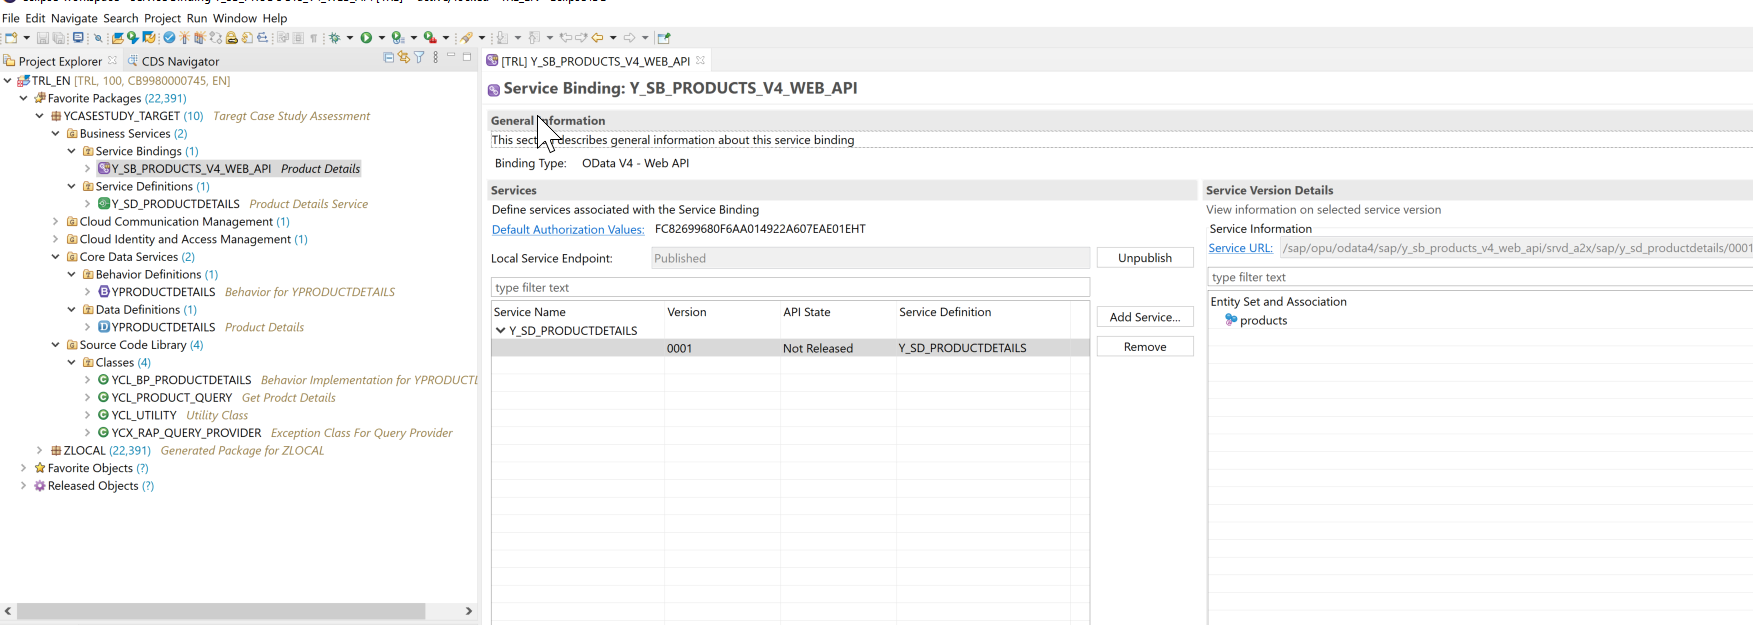 File Edit Navigate Search Project Run Window Help
Project Explorer
CDS Navigator
TRL_EN [TRL, 100, CB9980000745, EN]
Favorite Packages (22,391)
YCASESTUDY_TARGET (10) Taregt Case Study Assessment
Business Services (2)
Service Bindings (1)
Y_SB_PRODUCTS_V4_WEB_API Product Details
Service Definitions (1)
Y_SD_PRODUCTDETAILS Product Details Service
Cloud Communication Management (1)
Cloud Identity and Access Management (1)
Core Data Services (2)
Behavior Definitions (1)
YPRODUCTDETAILS Behavior for YPRODUCTDETAILS
Data Definitions (1)
YPRODUCTDETAILS Product Details
Source Code Library (4)
Classes (4)
YCL_BP_PRODUCTDETAILS Behavior Implementation for YPRODUCTD
YCL_PRODUCT_QUERY Get Prodct Details
YCL_UTILITY Utility Class
YCX_RAP_QUERY_PROVIDER Exception Class For Query Provider
ZLOCAL (22,391) Generated Package for ZLOCAL
Favorite Objects (?)
Released Objects (?)
[TRL] Y_SB_PRODUCTS_V4_WEB_API
Service Binding: Y_SB_PRODUCTS_V4_WEB_API
General Information
This section describes general information about this service binding
Binding Type: OData V4 - Web API
Services
Define services associated with the Service Binding
Default Authorization Values: FC82699680F6AA014922A607EAE01EHT
Local Service Endpoint: Published
Unpublish
type filter text
Service Name Version API State Service Definition
Y_SD_PRODUCTDETAILS
0001 Not Released Y_SD_PRODUCTDETAILS
Add Service...
Remove
Service Version Details
View information on selected service version
Service Information
Service URL: /sap/opu/odata4/sap/y_sb_products_v4_web_api/srvd_a2x/sap/y_sd_productdetails/0001
type filter text
Entity Set and Association
products